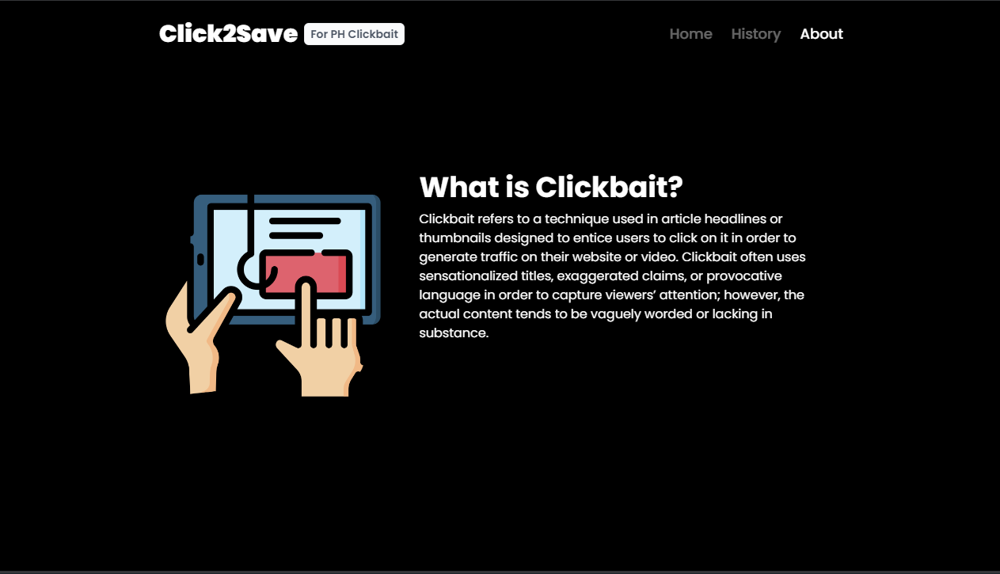 Click2Save
For PH Clickbait
Home
History
About
What is Clickbait?
Clickbait refers to a technique used in article headlines or
thumbnails designed to entice users to click on it in order to
generate traffic on their website or video. Clickbait often uses
sensationalized titles, exaggerated claims, or provocative
language in order to capture viewers’ attention; however, the
actual content tends to be vaguely worded or lacking in
substance.